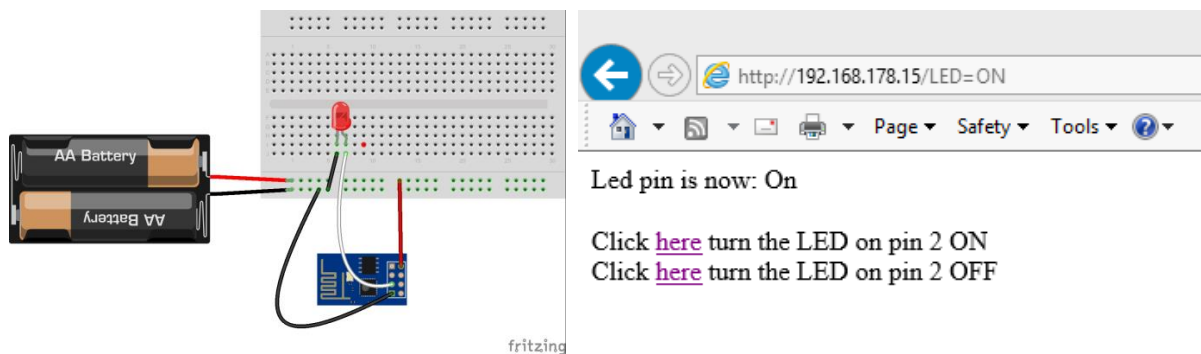 AA Battery
AA Battery
fritzing
http://192.168.178.15/LED=ON
Page Safety Tools
Led pin is now: On
Click here turn the LED on pin 2 ON
Click here turn the LED on pin 2 OFF